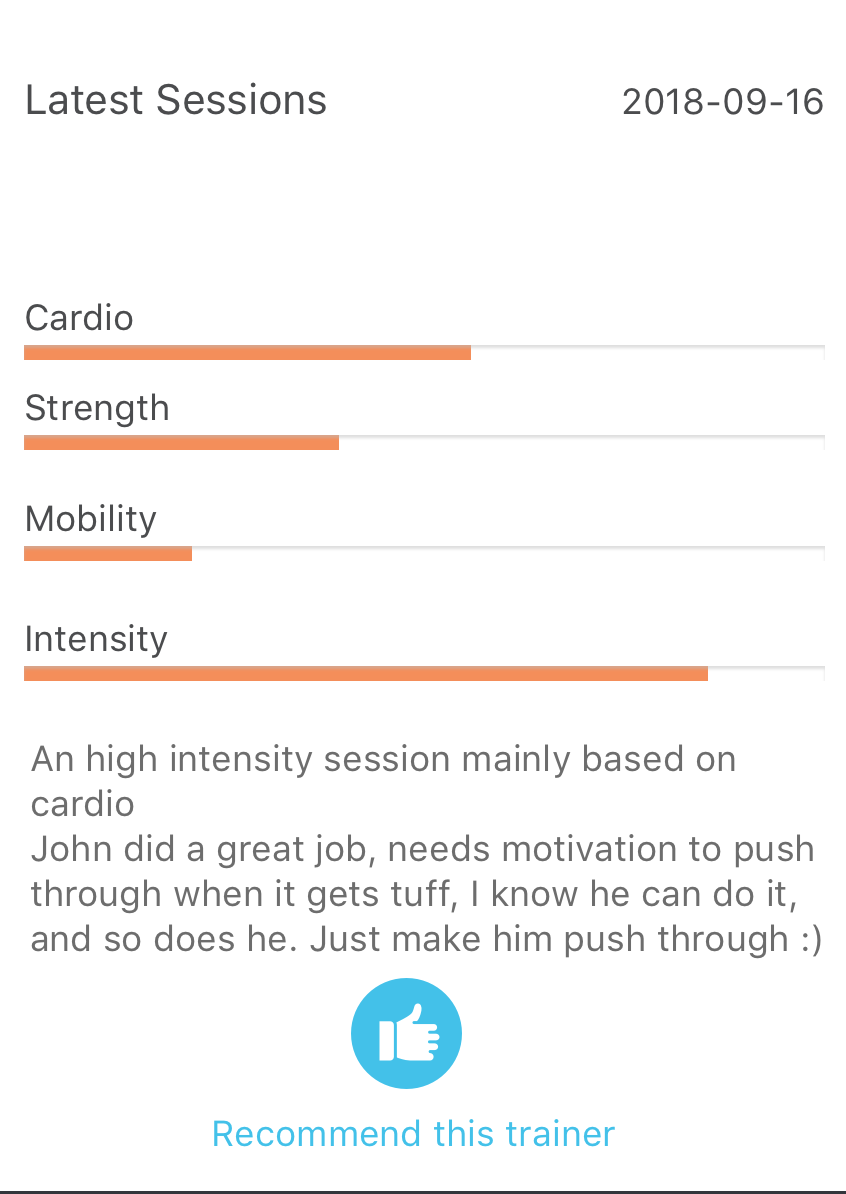 Latest Sessions 2018-09-16
Cardio
Strength
Mobility
Intensity
An high intensity session mainly based on
cardio
John did a great job, needs motivation to push
through when it gets tuff, I know he can do it,
and so does he. Just make him push through :)
Recommend this trainer